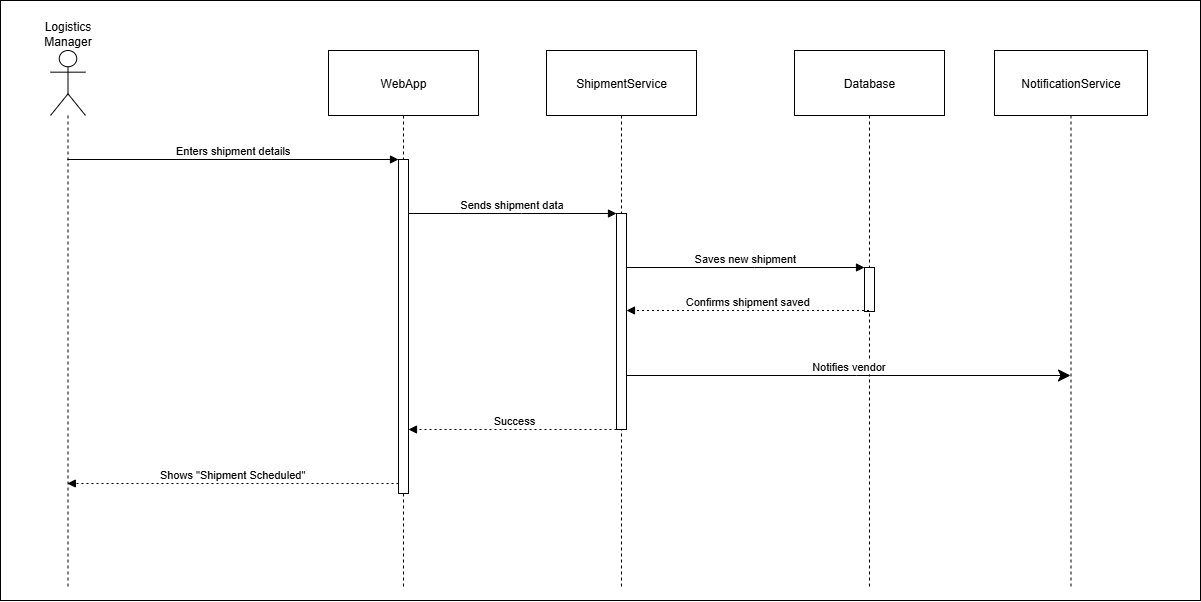 Logistics
Manager
WebApp
ShipmentService
Database
NotificationService
Enters shipment details
Sends shipment data
Saves new shipment
Confirms shipment saved
Notifies vendor
Success
Shows "Shipment Scheduled"